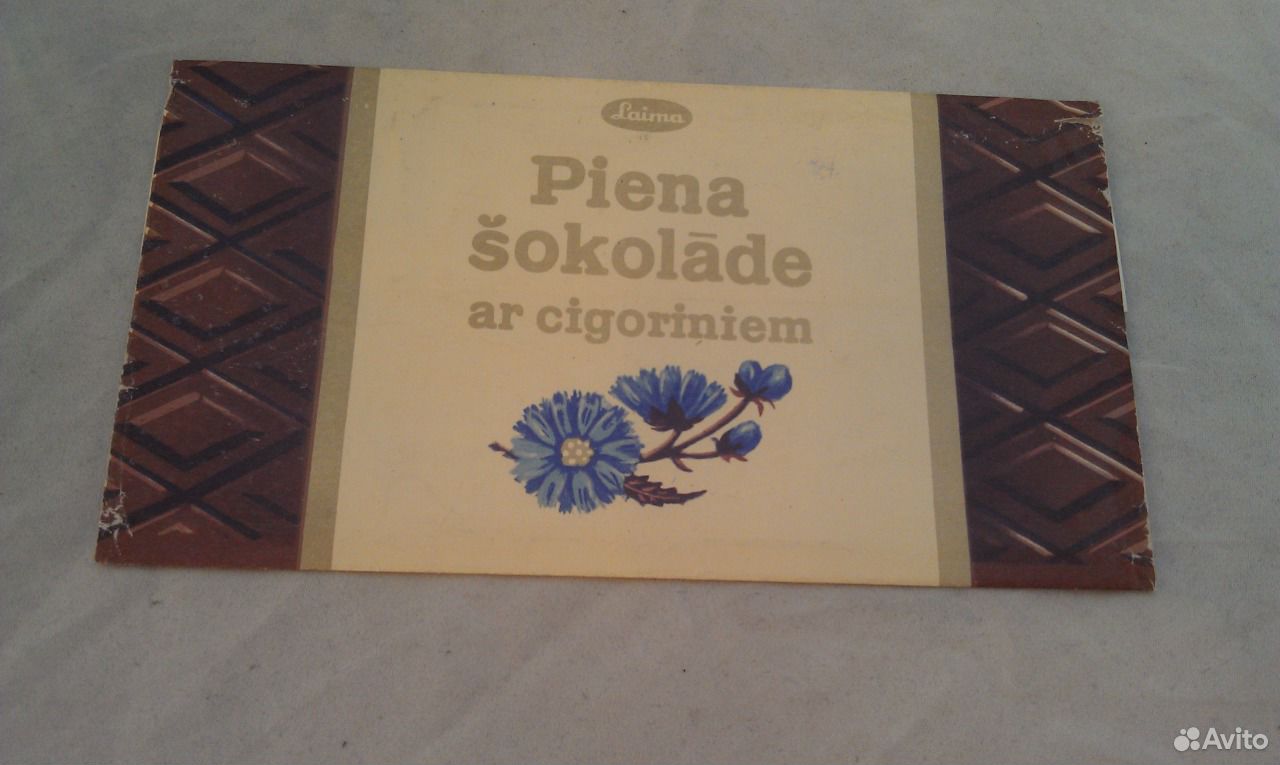 Laima
Piena
šokolāde
ar cigoriņiem
Avito